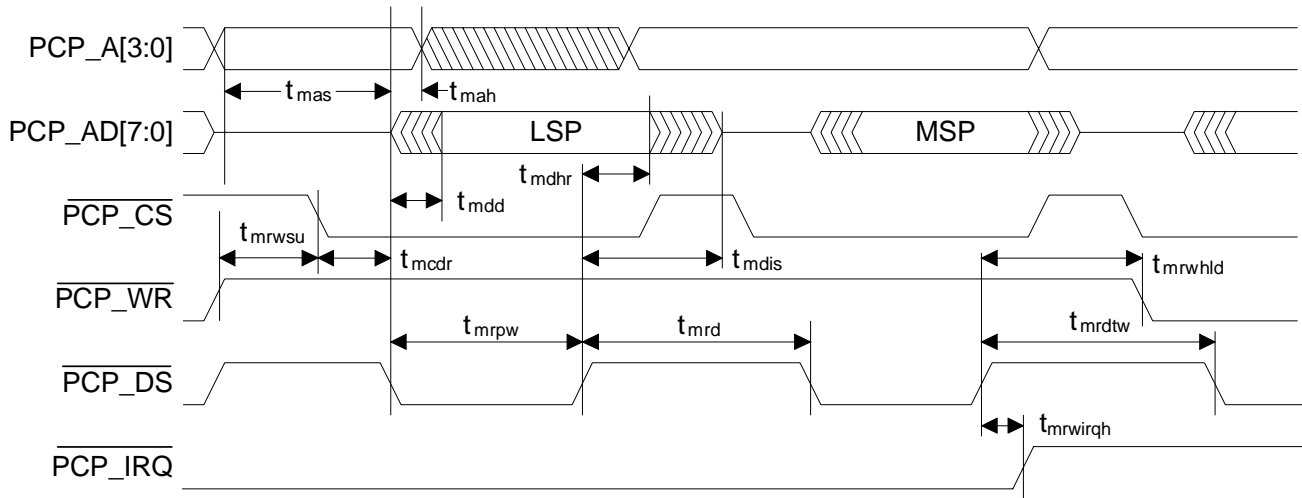 PCP_A[3:0]
t mas
t mah
PCP_AD[7:0]
LSP
MSP
t mdhr
t mdd
PCP_CS
t mrwsu
t mcdr
t mdis
t mrwhld
PCP_WR
t mrpw
t mrd
t mrdtw
PCP_DS
t mrwirqh
PCP_IRQ